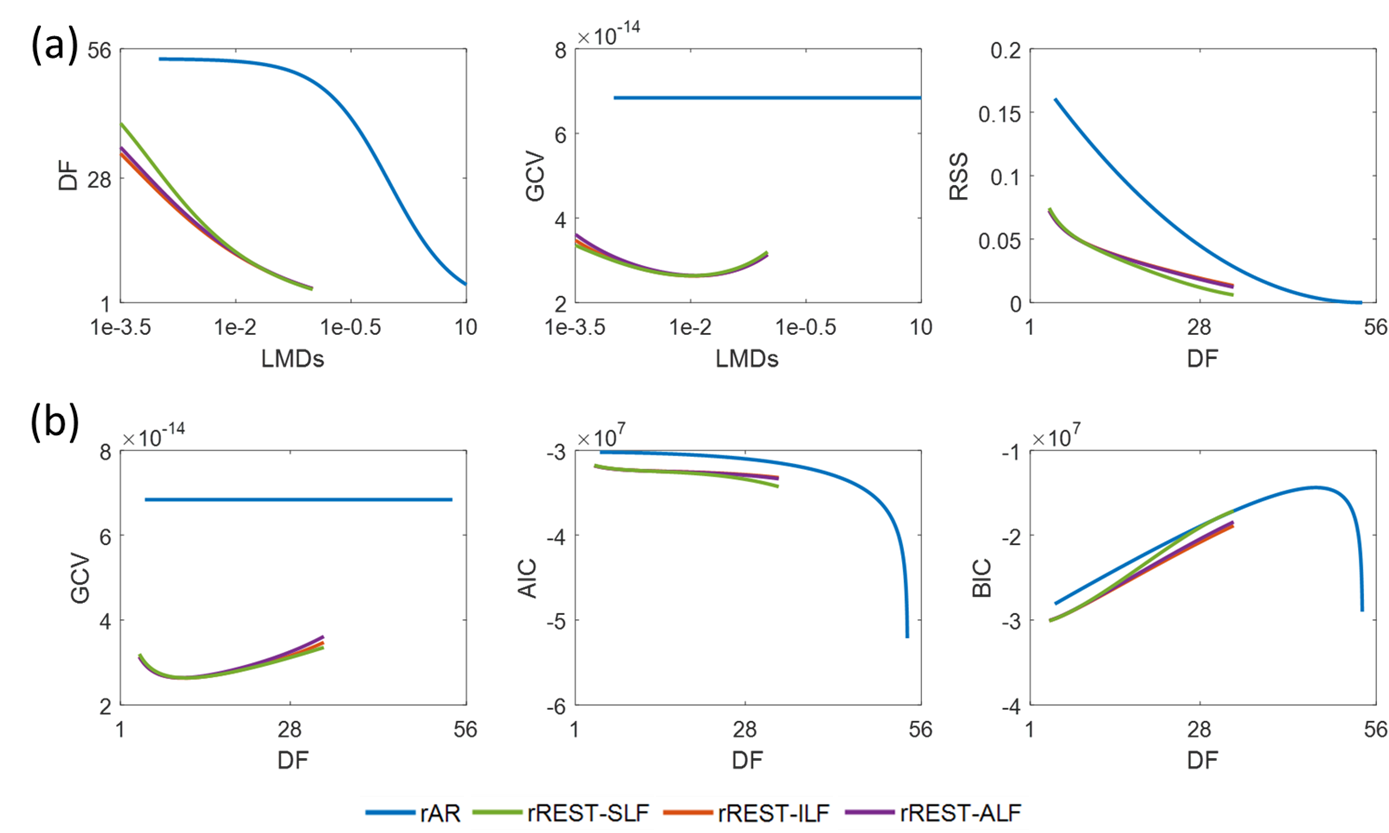 (a)
56
28
1
DF
1e-3.5 1e-2 1e-0.5 10
LMDs
×10-14
8
6
4
2
GCV
1e-3.5 1e-2 1e-0.5 10
LMDs
0.2
0.15
0.1
0.05
0
RSS
1 28 56
DF
(b)
×10-14
8
6
4
2
GCV
1 28 56
DF
×107
-3
-4
-5
-6
AIC
1 28 56
DF
×107
-1
-2
-3
-4
BIC
1 28 56
DF
rAR rREST-SLF rREST-ILF rREST-ALF